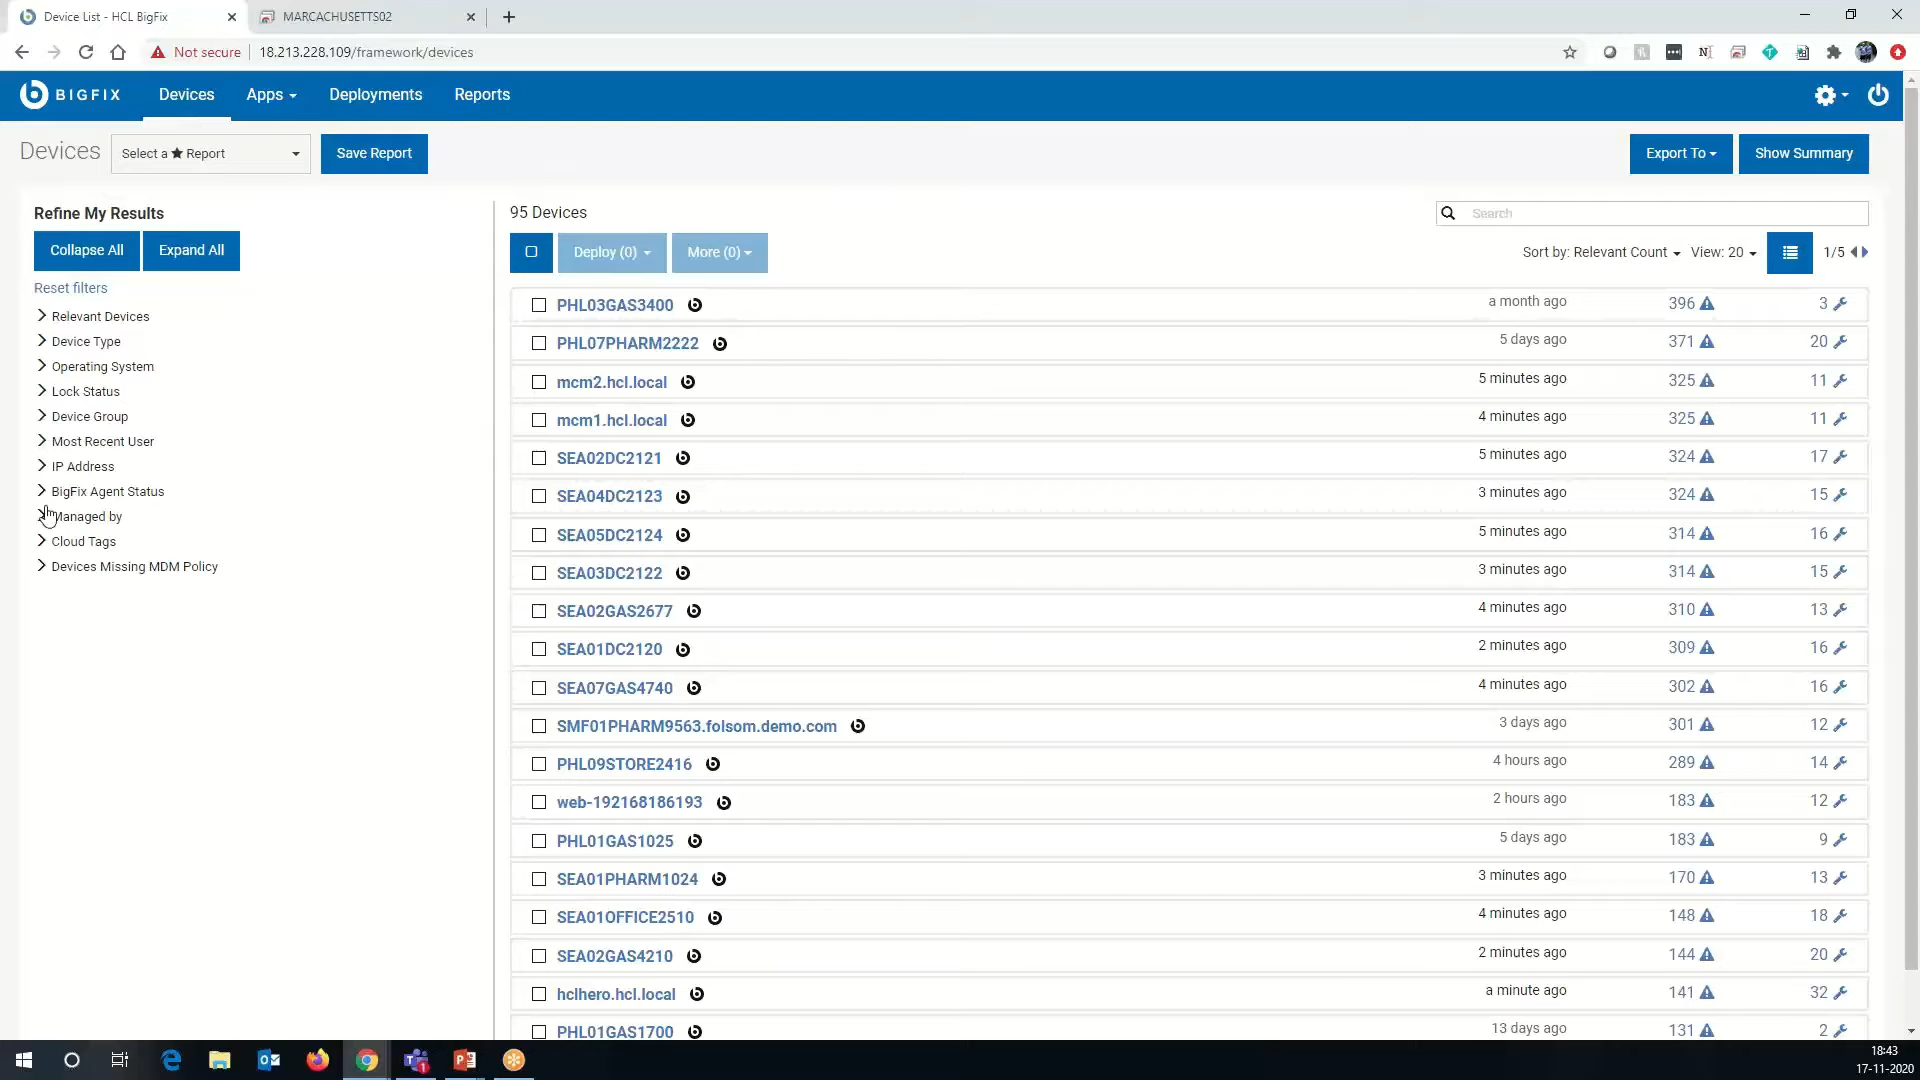 Device List - HCL BigFix
MARCACHUSETTS02
Not secure
18.213.228.109/framework/devices
BIGFIX
Devices
Apps
Deployments
Reports
Devices
Select a ★ Report
Save Report
Export To
Show Summary
Refine My Results
Collapse All
Expand All
Reset filters
Relevant Devices
Device Type
Operating System
Lock Status
Device Group
Most Recent User
IP Address
BigFix Agent Status
Managed by
Cloud Tags
Devices Missing MDM Policy
95 Devices
Search
Deploy (0)
More (0)
Sort by: Relevant Count
View: 20
1/5
PHL03GAS3400 a month ago 396 3
PHL07PHARM2222 5 days ago 371 20
mcm2.hcl.local 5 minutes ago 325 11
mcm1.hcl.local 4 minutes ago 325 11
SEA02DC2121 5 minutes ago 324 17
SEA04DC2123 3 minutes ago 324 15
SEA05DC2124 5 minutes ago 314 16
SEA03DC2122 3 minutes ago 314 15
SEA02GAS2677 4 minutes ago 310 13
SEA01DC2120 2 minutes ago 309 16
SEA07GAS4740 4 minutes ago 302 16
SMF01PHARM9563.folsom.demo.com 3 days ago 301 12
PHL09STORE2416 4 hours ago 289 14
web-192168186193 2 hours ago 183 12
PHL01GAS1025 5 days ago 183 9
SEA01PHARM1024 3 minutes ago 170 13
SEA01OFFICE2510 4 minutes ago 148 18
SEA02GAS4210 2 minutes ago 144 20
hclhero.hcl.local a minute ago 141 32
PHL01GAS1700 13 days ago 131 2
18:43
17-11-2020